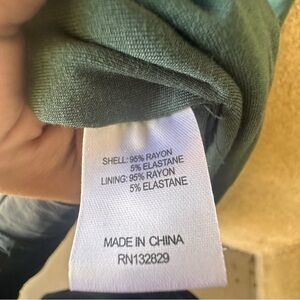 SHELL: 95% RAYON
5% ELASTANE
LINING: 95% RAYON
5% ELASTANE
MADE IN CHINA
RN132829